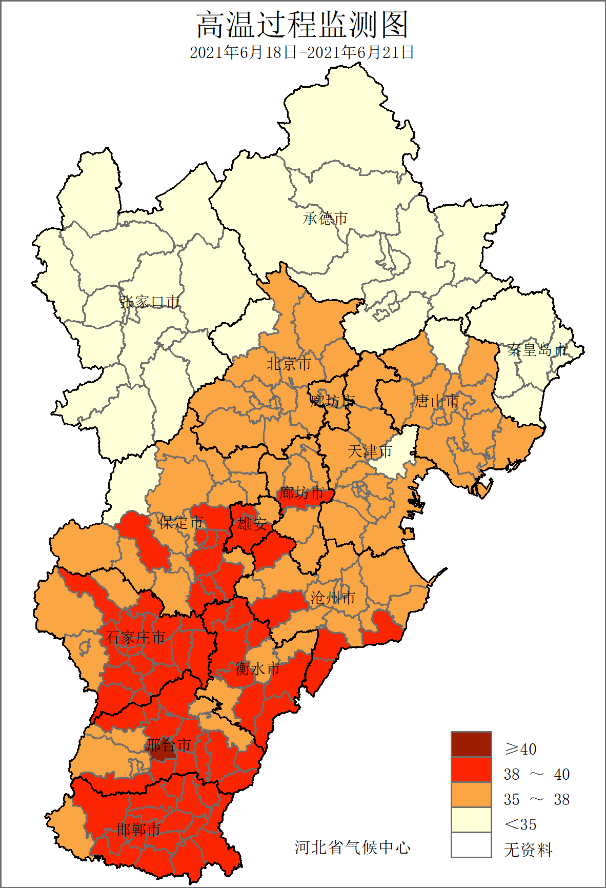 高温过程监测图
2021年6月18日-2021年6月21日
承德市
张家口市
秦皇岛市
北京市
廊坊市
唐山市
天津市
廊坊市
保定市
雄安
沧州市
石家庄市
衡水市
邢台市
邯郸市
≥40
38 ~ 40
35 ~ 38
<35
无资料
河北省气候中心